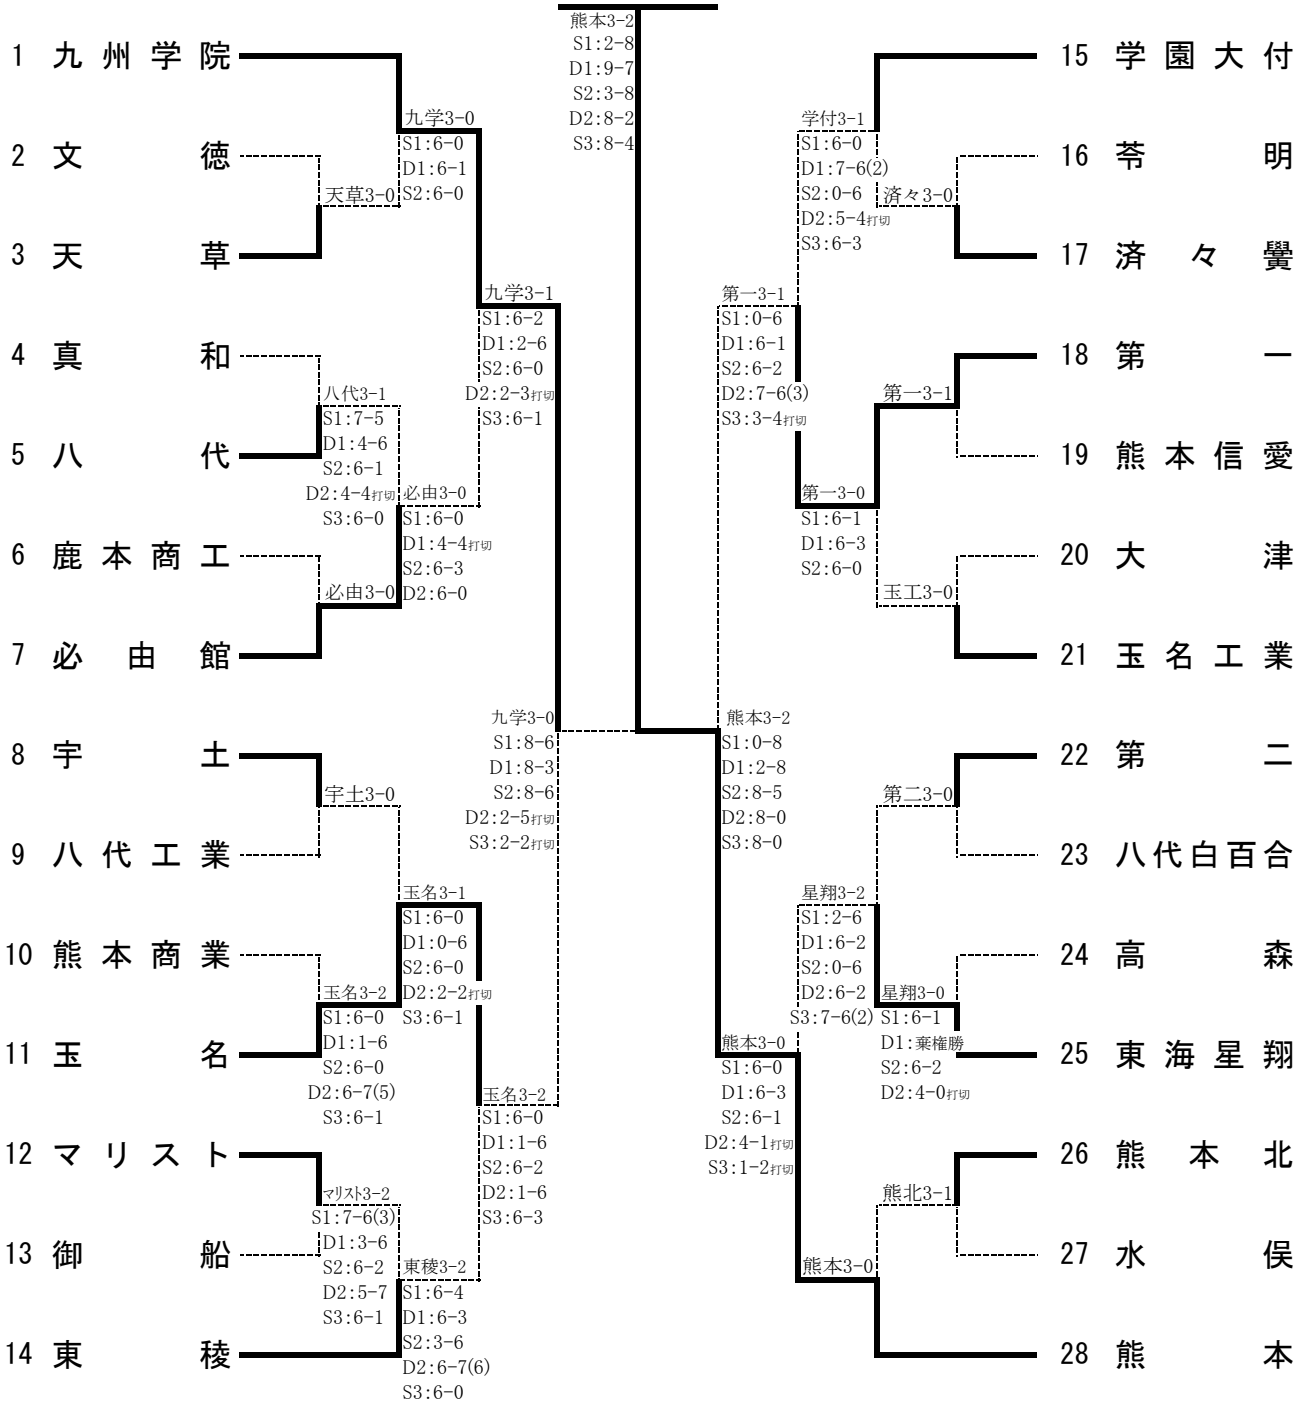 熊本3-2
S1:2-8
D1:9-7
S2:3-8
D2:8-2
S3:8-4
1 九州学院
2 文徳
3 天草
4 真和
5 八代
6 鹿本商工
7 必由館
8 宇土
9 八代工業
10 熊本商業
11 玉名
12 マリスト
13 御船
14 東稜
九学3-0
S1:6-0
D1:6-1
S2:6-0
天草3-0
九学3-1
S1:6-2
D1:2-6
S2:6-0
D2:2-3打切
S3:6-1
八代3-1
S1:7-5
D1:4-6
S2:6-1
D2:4-4打切
S3:6-0
必由3-0
S1:6-0
D1:4-4打切
S2:6-3
D2:6-0
必由3-0
九学3-0
S1:8-6
D1:8-3
S2:8-6
D2:2-5打切
S3:2-2打切
宇土3-0
玉名3-1
S1:6-0
D1:0-6
S2:6-0
D2:2-2打切
S3:6-1
玉名3-2
S1:6-0
D1:1-6
S2:6-0
D2:6-7(5)
S3:6-1
玉名3-2
S1:6-0
D1:1-6
S2:6-2
D2:1-6
S3:6-3
マリスト3-2
S1:7-6(3)
D1:3-6
S2:6-2
D2:5-7
S3:6-1
東稜3-2
S1:6-4
D1:6-3
S2:3-6
D2:6-7(6)
S3:6-0
15 学園大付
16 苓明
17 済々黌
18 第一
19 熊本信愛
20 大津
21 玉名工業
22 第二
23 八代白百合
24 高森
25 東海星翔
26 熊本北
27 水俣
28 熊本
学付3-1
S1:6-0
D1:7-6(2)
S2:0-6
D2:5-4打切
S3:6-3
済々3-0
第一3-1
S1:0-6
D1:6-1
S2:6-2
D2:7-6(3)
S3:3-4打切
第一3-1
第一3-0
S1:6-1
D1:6-3
S2:6-0
玉工3-0
熊本3-2
S1:0-8
D1:2-8
S2:8-5
D2:8-0
S3:8-0
第二3-0
星翔3-2
S1:2-6
D1:6-2
S2:0-6
D2:6-2
S3:7-6(2)
星翔3-0
S1:6-1
D1:棄権勝
S2:6-2
D2:4-0打切
熊本3-0
S1:6-0
D1:6-3
S2:6-1
D2:4-1打切
S3:1-2打切
熊北3-1
熊本3-0